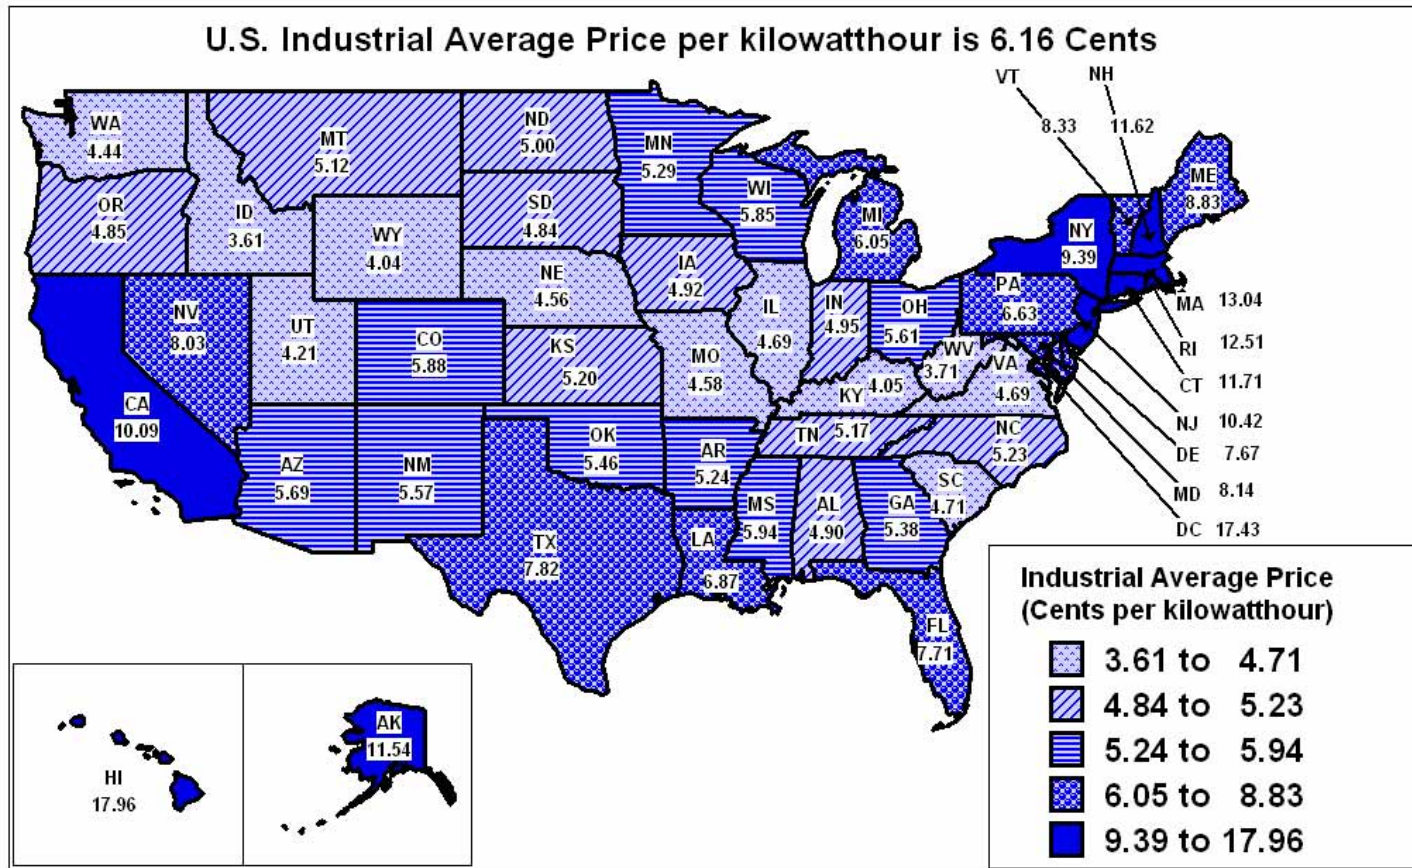 U.S. Industrial Average Price per kilowatthour is 6.16 Cents
VT
NH
8.33
11.62
WA
4.44
MT
5.12
ND
5.00
MN
5.29
ME
8.83
OR
4.85
ID
3.61
WY
4.04
SD
4.84
WI
5.85
MI
6.05
NY
9.39
NE
4.56
IA
4.92
PA
6.63
MA 13.04
NV
8.03
UT
4.21
CO
5.88
KS
5.20
MO
4.58
IL
4.69
IN
4.95
OH
5.61
WV
3.71
VA
4.69
RI 12.51
CT 11.71
KY
4.05
CA
10.09
NJ 10.42
TN 5.17
NC
5.23
DE 7.67
AZ
5.69
NM
5.57
OK
5.46
AR
5.24
SC
4.71
MD 8.14
MS
5.94
AL
4.90
GA
5.38
DC 17.43
TX
7.82
LA
6.87
FL
7.71
HI
17.96
AK
11.54
Industrial Average Price
(Cents per kilowatthour)
3.61 to 4.71
4.84 to 5.23
5.24 to 5.94
6.05 to 8.83
9.39 to 17.96